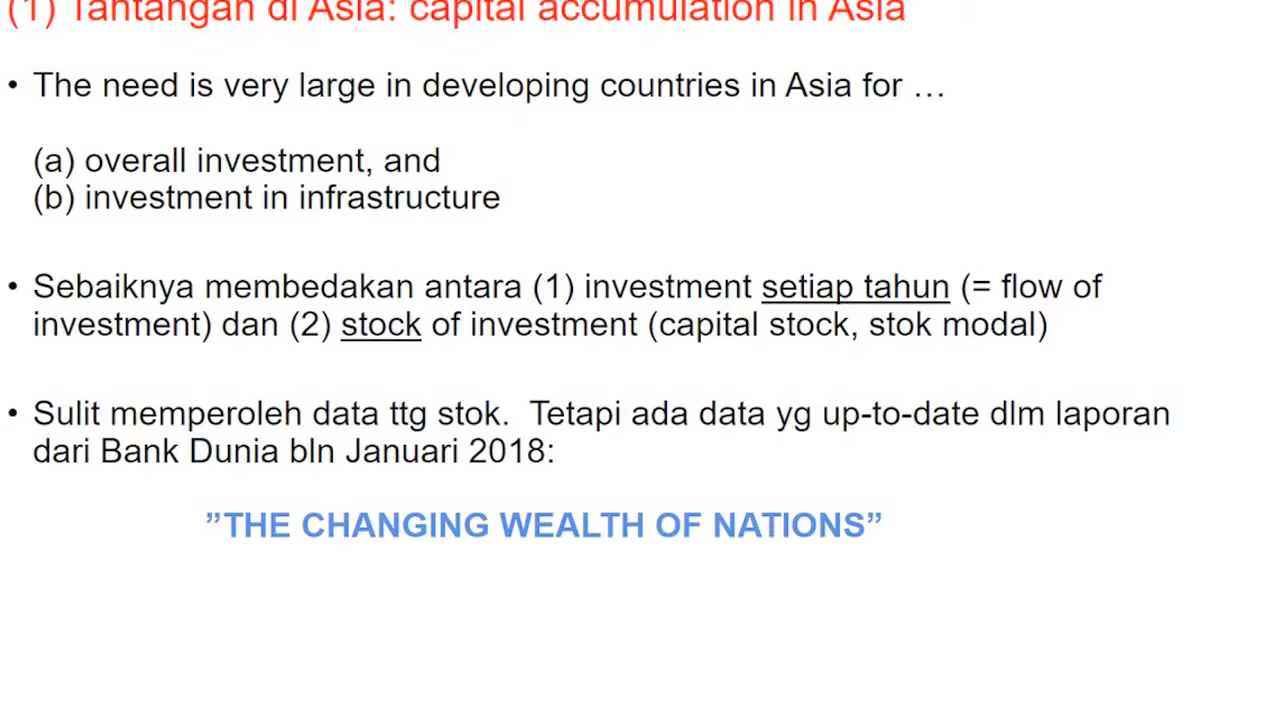 (1) Tantangan di Asia: capital accumulation in Asia
• The need is very large in developing countries in Asia for …
(a) overall investment, and
(b) investment in infrastructure
• Sebaiknya membedakan antara (1) investment setiap tahun (= flow of
investment) dan (2) stock of investment (capital stock, stok modal)
• Sulit memperoleh data ttg stok. Tetapi ada data yg up-to-date dlm laporan
dari Bank Dunia bln Januari 2018:
”THE CHANGING WEALTH OF NATIONS”